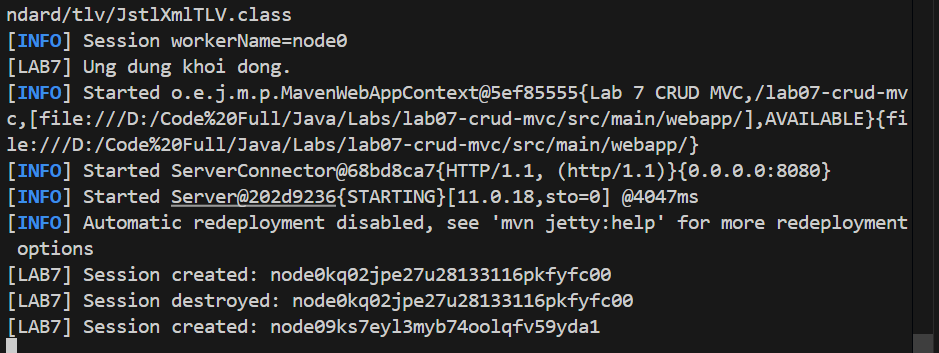 ndard/tlv/JstlXmlTLV.class
[INFO] Session workerName=node0
[LAB7] Ung dung khoi dong.
[INFO] Started o.e.j.m.p.MavenWebAppContext@5ef85555{Lab 7 CRUD MVC,/lab07-crud-mv
c,[file:///D:/Code%20Full/Java/Labs/lab07-crud-mvc/src/main/webapp/],AVAILABLE}{fi
le:///D:/Code%20Full/Java/Labs/lab07-crud-mvc/src/main/webapp/}
[INFO] Started ServerConnector@68bd8ca7{HTTP/1.1, (http/1.1)}{0.0.0.0:8080}
[INFO] Started Server@202d9236{STARTING}[11.0.18,sto=0] @4047ms
[INFO] Automatic redeployment disabled, see 'mvn jetty:help' for more redeployment
 options
[LAB7] Session created: node0kq02jpe27u28133116pkfyfc00
[LAB7] Session destroyed: node0kq02jpe27u28133116pkfyfc00
[LAB7] Session created: node09ks7eyl3myb74oolqfv59yda1